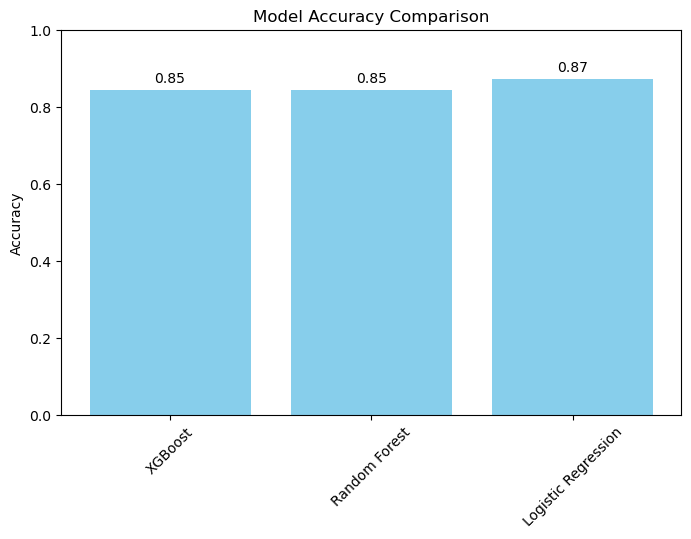 Model Accuracy Comparison
1.0
0.8
0.6
0.4
0.2
0.0
Accuracy
0.85
0.85
0.87
XGBoost
Random Forest
Logistic Regression